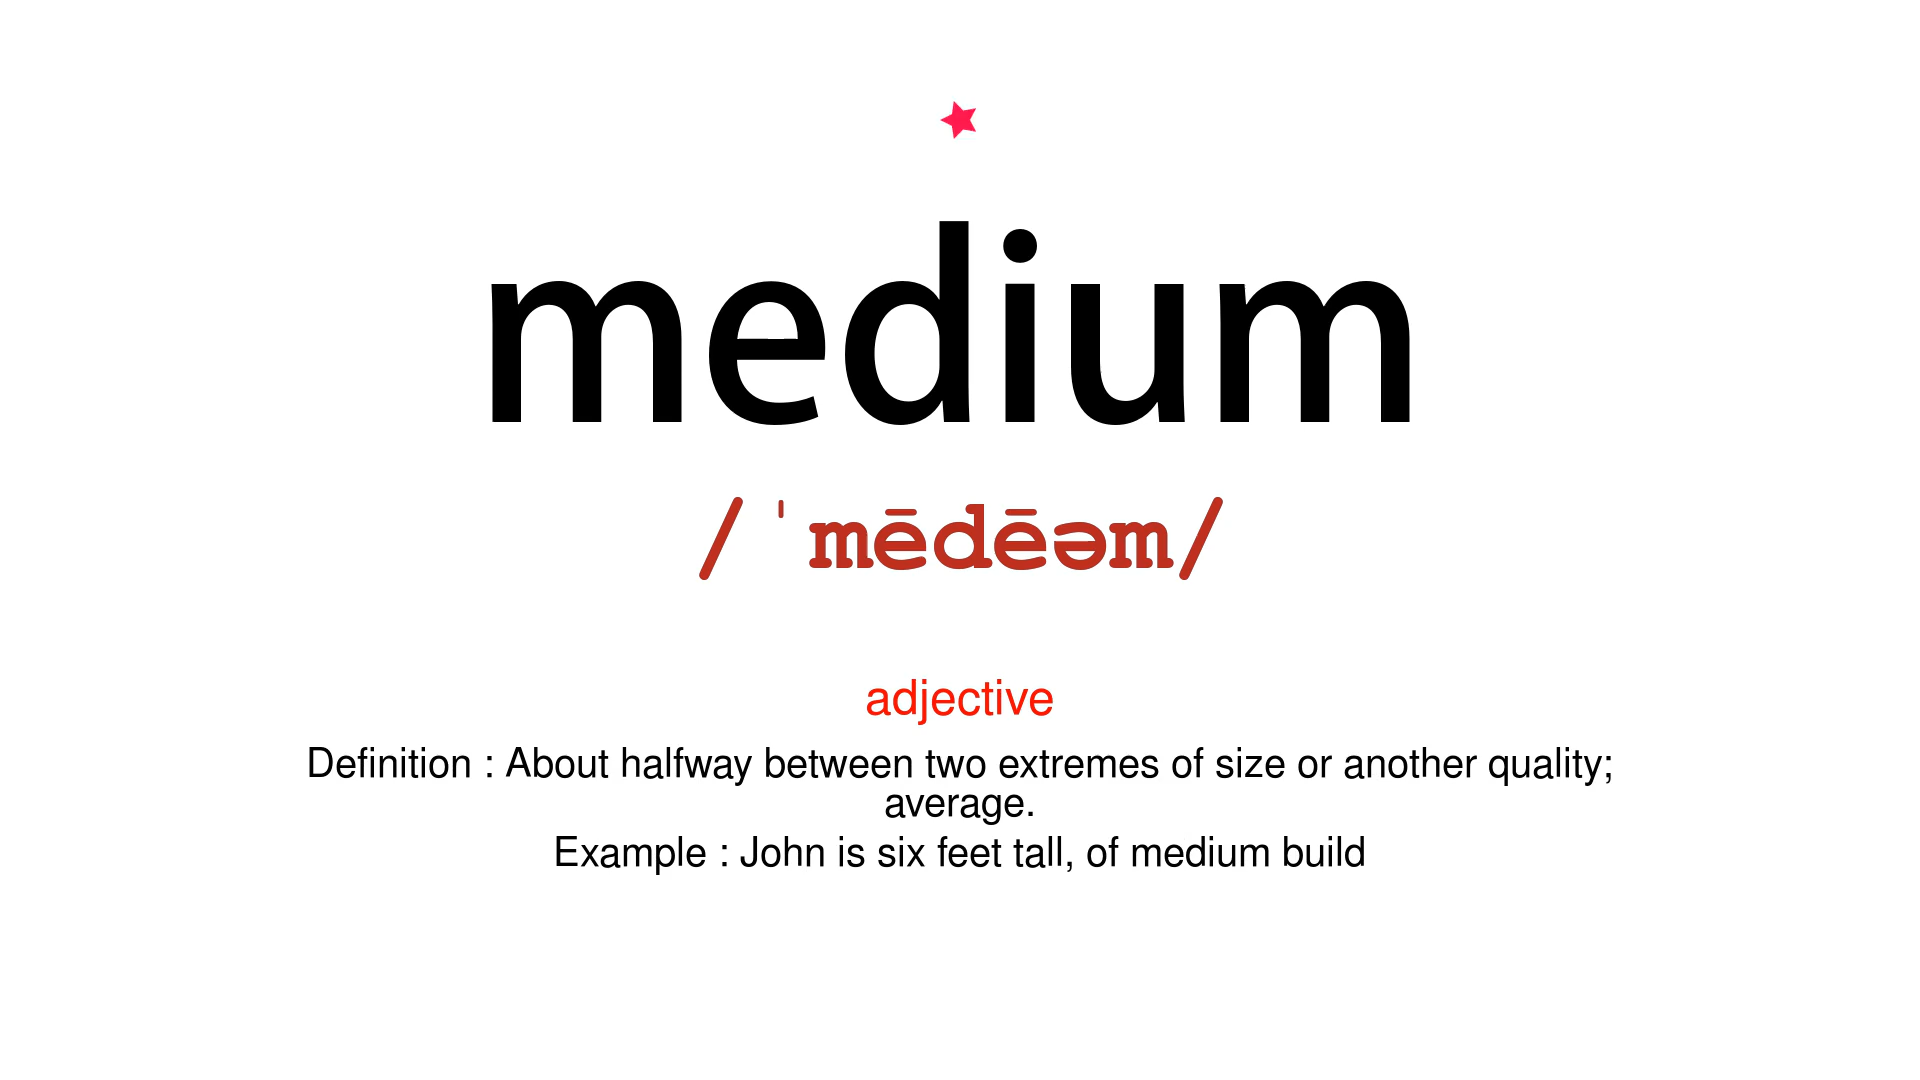 medium
/ˈmēdēəm/
adjective
Definition : About halfway between two extremes of size or another quality;
average.
Example : John is six feet tall, of medium build